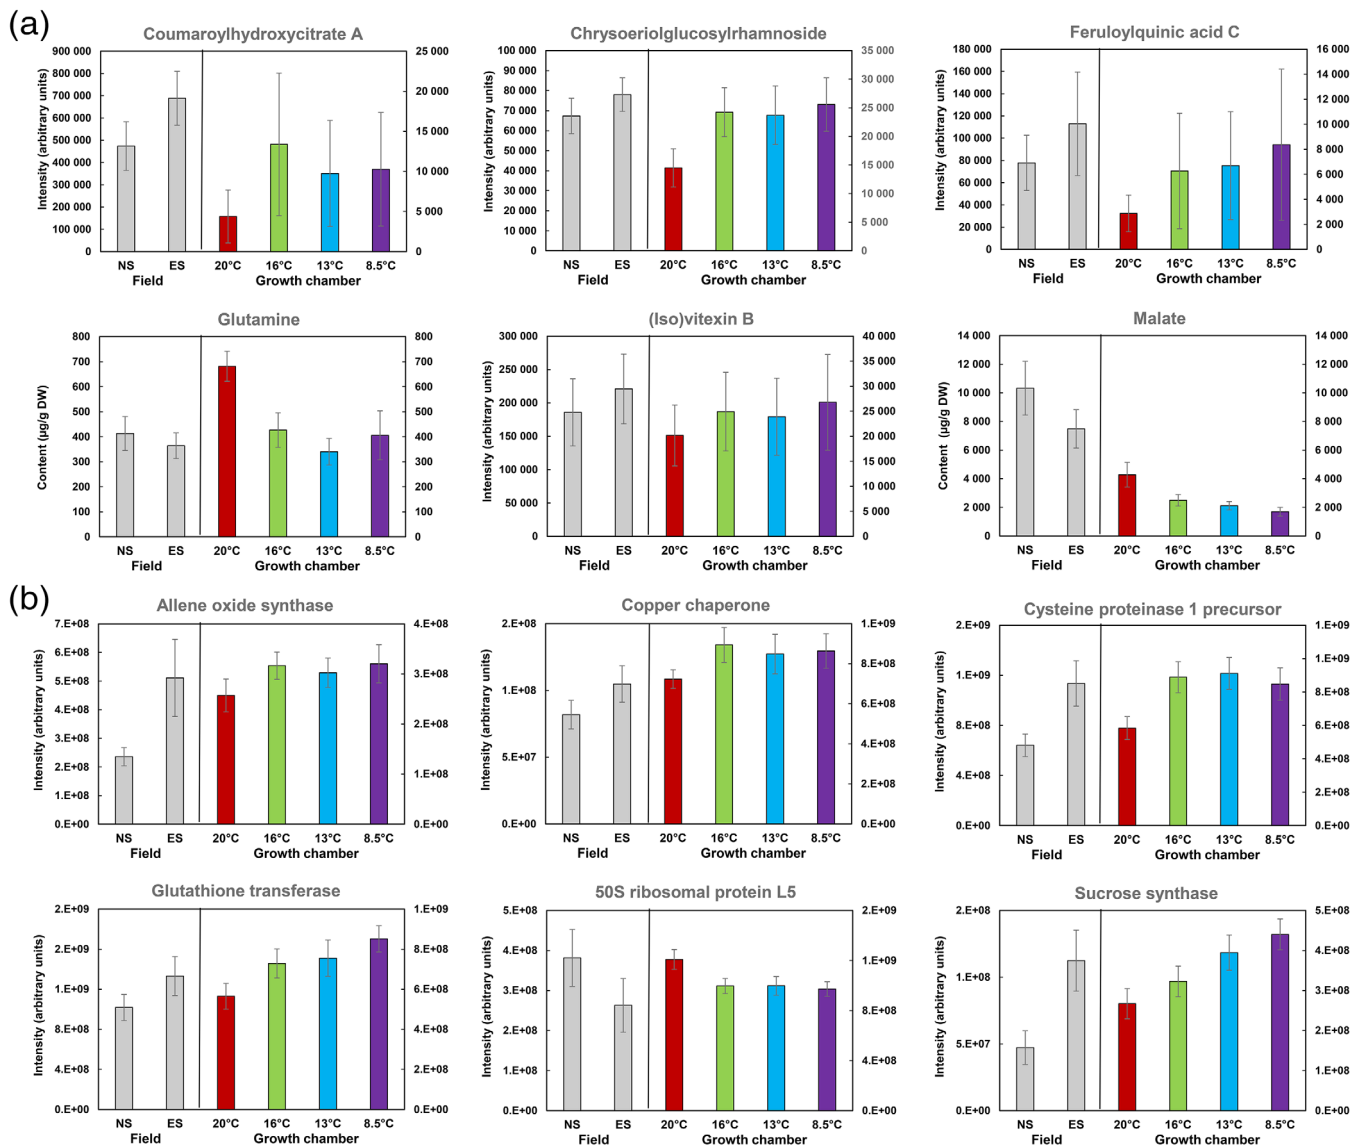 (a)
Coumaroylhydroxycitrate A
Intensity (arbitrary units)
900 000
800 000
700 000
600 000
500 000
400 000
300 000
200 000
100 000
0
25 000
20 000
15 000
10 000
5 000
0
NS ES 20°C 16°C 13°C 8.5°C
Field Growth chamber
Chrysoeriolglucosylrhamnoside
Intensity (arbitrary units)
100 000
90 000
80 000
70 000
60 000
50 000
40 000
30 000
20 000
10 000
0
35 000
30 000
25 000
20 000
15 000
10 000
5 000
0
NS ES 20°C 16°C 13°C 8.5°C
Field Growth chamber
Feruloylquinic acid C
Intensity (arbitrary units)
180 000
160 000
140 000
120 000
100 000
80 000
60 000
40 000
20 000
0
16 000
14 000
12 000
10 000
8 000
6 000
4 000
2 000
0
NS ES 20°C 16°C 13°C 8.5°C
Field Growth chamber
Glutamine
Content (µg/g DW)
800
700
600
500
400
300
200
100
0
800
700
600
500
400
300
200
100
0
NS ES 20°C 16°C 13°C 8.5°C
Field Growth chamber
(Iso)vitexin B
Intensity (arbitrary units)
300 000
250 000
200 000
150 000
100 000
50 000
0
40 000
35 000
30 000
25 000
20 000
15 000
10 000
5 000
0
NS ES 20°C 16°C 13°C 8.5°C
Field Growth chamber
Malate
Content (µg/g DW)
14 000
12 000
10 000
8 000
6 000
4 000
2 000
0
14 000
12 000
10 000
8 000
6 000
4 000
2 000
0
NS ES 20°C 16°C 13°C 8.5°C
Field Growth chamber
(b)
Allene oxide synthase
Intensity (arbitrary units)
7.E+08
6.E+08
5.E+08
4.E+08
3.E+08
2.E+08
1.E+08
0.E+00
4.E+08
3.E+08
2.E+08
1.E+08
0.E+00
NS ES 20°C 16°C 13°C 8.5°C
Field Growth chamber
Copper chaperone
Intensity (arbitrary units)
2.E+08
1.E+08
5.E+07
0.E+00
1.E+09
8.E+08
6.E+08
4.E+08
2.E+08
0.E+00
NS ES 20°C 16°C 13°C 8.5°C
Field Growth chamber
Cysteine proteinase 1 precursor
Intensity (arbitrary units)
2.E+09
1.E+09
8.E+08
4.E+08
0.E+00
1.E+09
1.E+09
8.E+08
6.E+08
4.E+08
2.E+08
0.E+00
NS ES 20°C 16°C 13°C 8.5°C
Field Growth chamber
Glutathione transferase
Intensity (arbitrary units)
2.E+09
2.E+09
1.E+09
8.E+08
4.E+08
0.E+00
1.E+09
8.E+08
6.E+08
4.E+08
2.E+08
0.E+00
NS ES 20°C 16°C 13°C 8.5°C
Field Growth chamber
50S ribosomal protein L5
Intensity (arbitrary units)
5.E+08
4.E+08
3.E+08
2.E+08
1.E+08
0.E+00
2.E+09
1.E+09
8.E+08
4.E+08
0.E+00
NS ES 20°C 16°C 13°C 8.5°C
Field Growth chamber
Sucrose synthase
Intensity (arbitrary units)
2.E+08
1.E+08
5.E+07
0.E+00
5.E+08
4.E+08
3.E+08
2.E+08
1.E+08
0.E+00
NS ES 20°C 16°C 13°C 8.5°C
Field Growth chamber